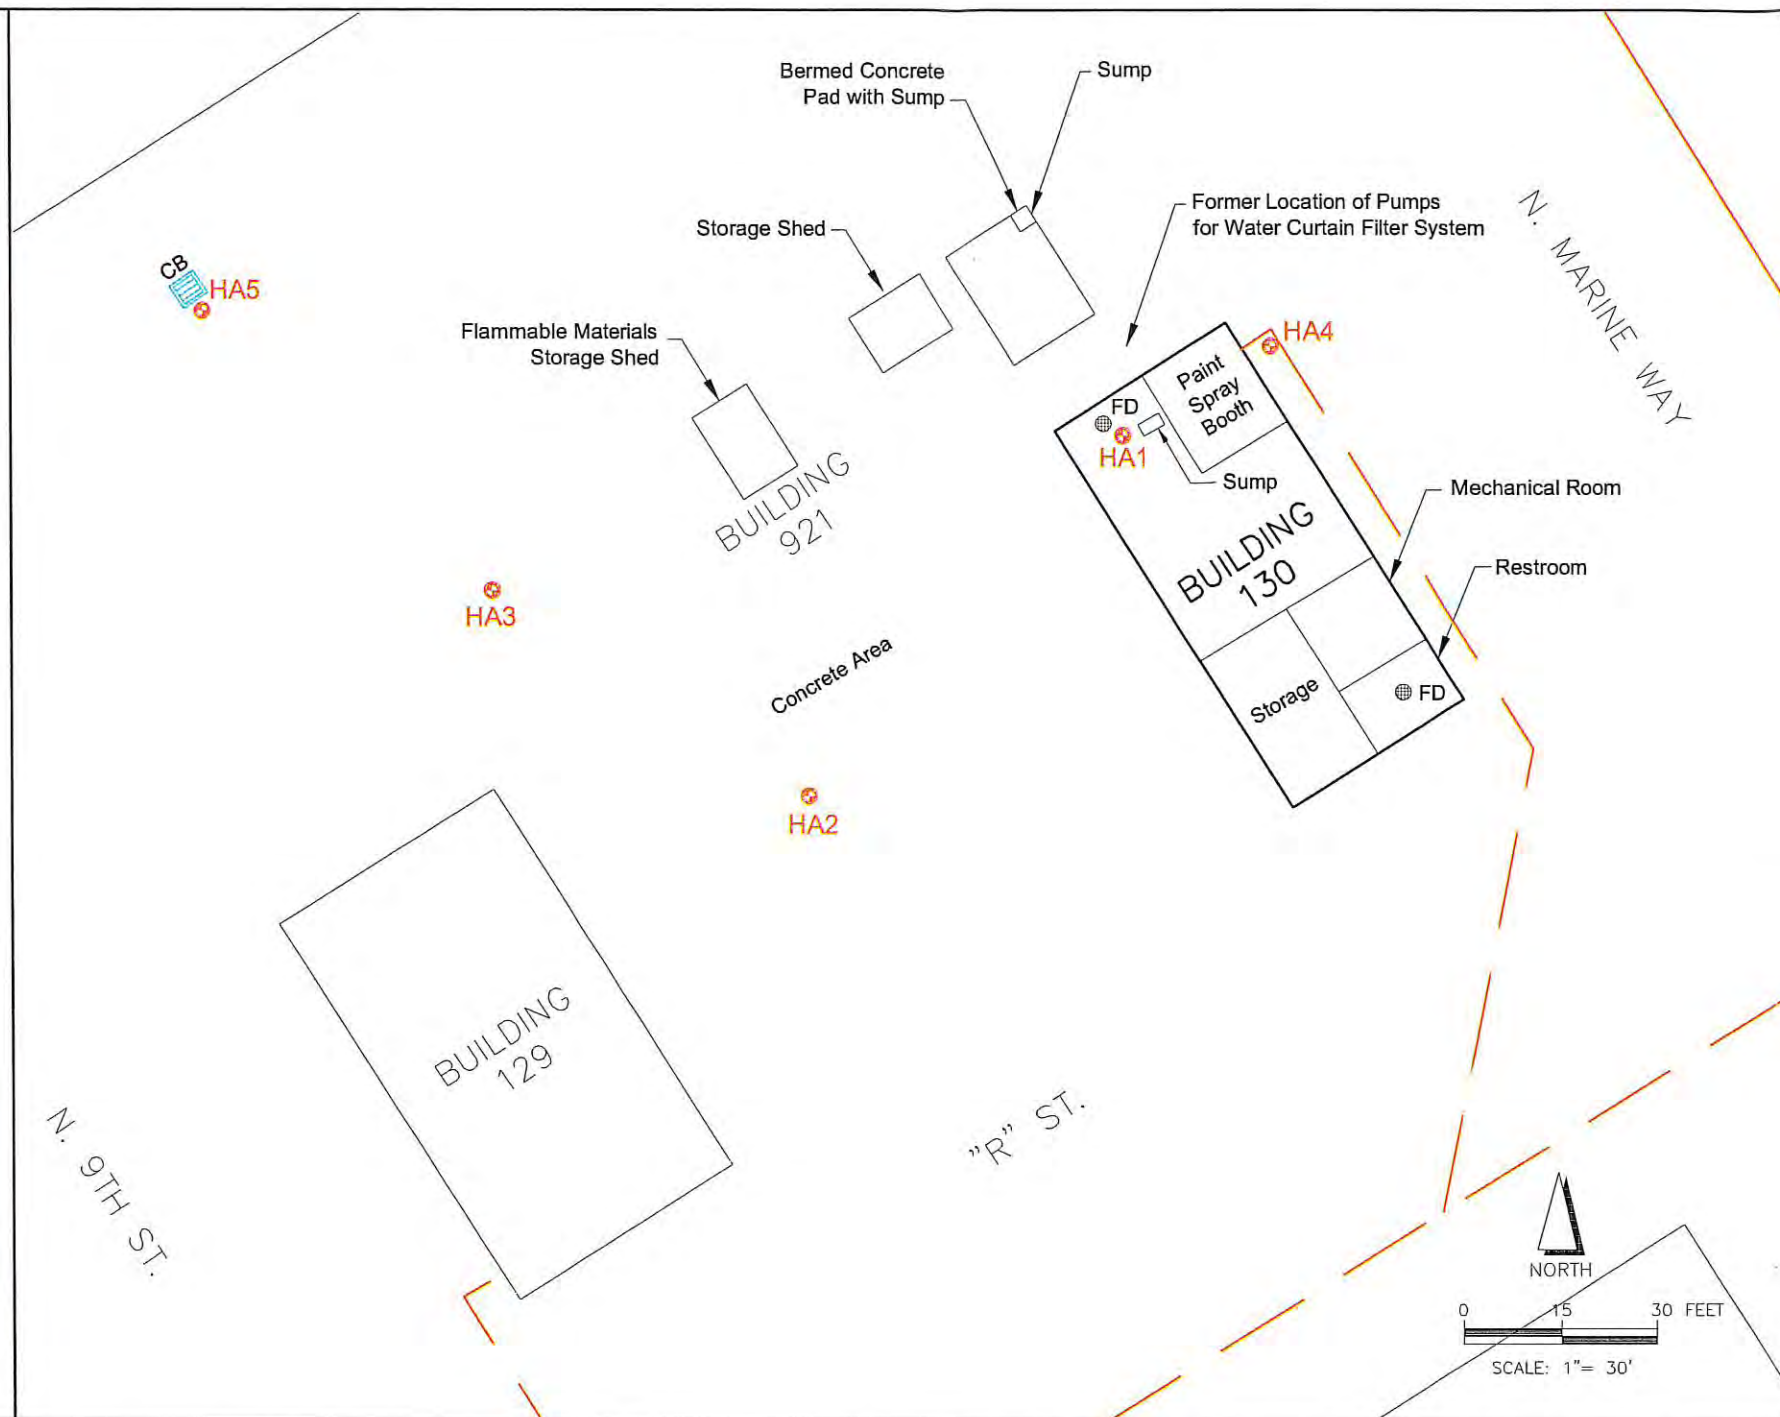 Bermed Concrete
Pad with Sump
Sump
Former Location of Pumps
for Water Curtain Filter System
Storage Shed
N. MARINE WAY
CB
HA5
Flammable Materials
Storage Shed
HA4
Paint
Spray
Booth
FD
HA1
Sump
BUILDING
921
Mechanical Room
BUILDING
130
Restroom
HA3
Concrete Area
Storage
FD
HA2
BUILDING
129
"R" ST.
N. 9TH ST.
NORTH
0 15 30 FEET
SCALE: 1"= 30'